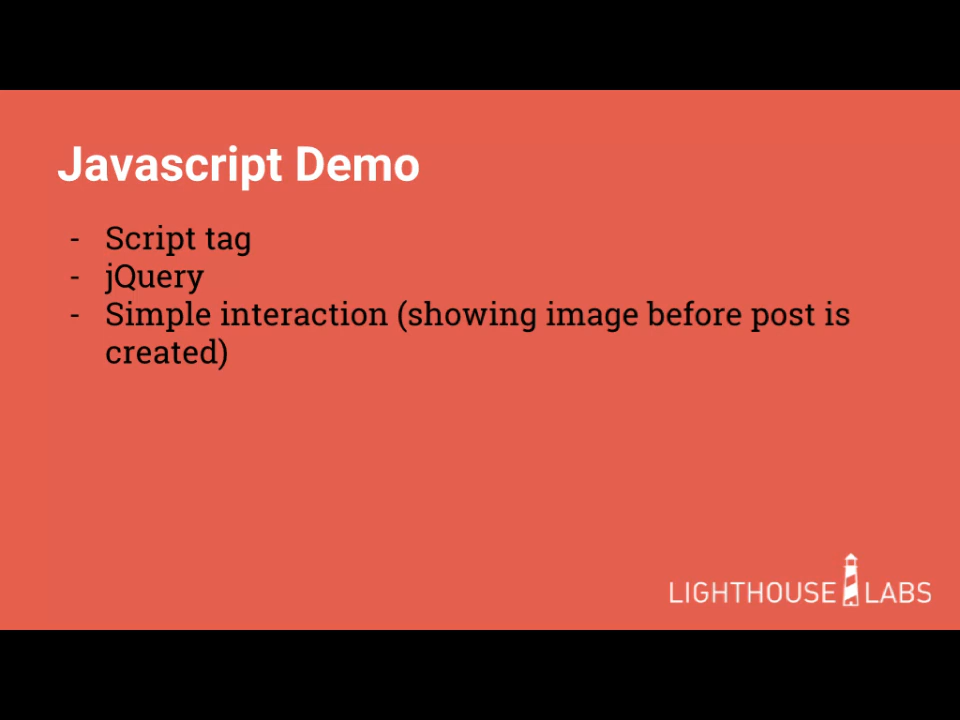 Javascript Demo
- Script tag
- jQuery
- Simple interaction (showing image before post is
created)
LIGHTHOUSE LABS